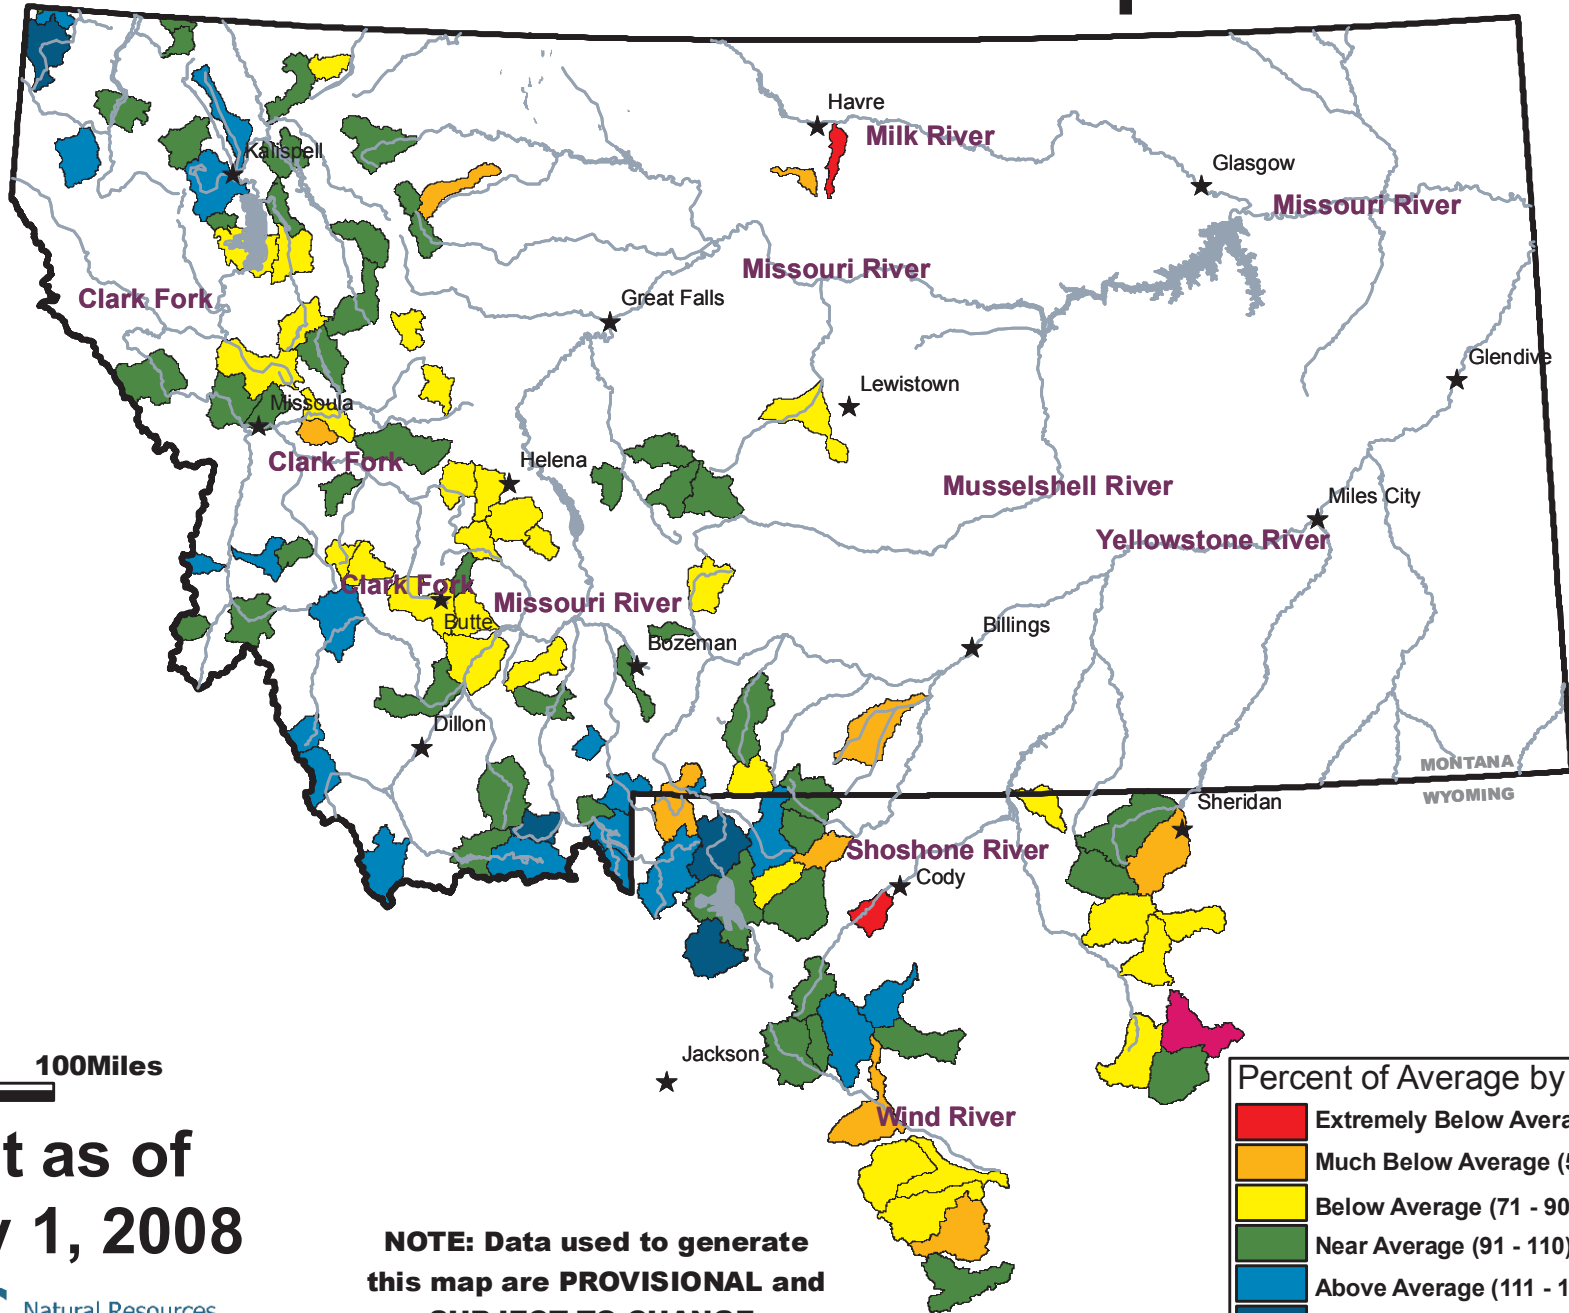 Havre
Milk River
Kalispell
Glasgow
Missouri River
Missouri River
Clark Fork
Great Falls
Glendive
Lewistown
Missoula
Clark Fork
Helena
Musselshell River
Miles City
Yellowstone River
Clark Fork
Missouri River
Butte
Billings
Bozeman
Dillon
MONTANA
WYOMING
Sheridan
Shoshone River
Cody
Jackson
100Miles
Wind River
t as of
1, 2008
NOTE: Data used to generate
this map are PROVISIONAL and
SUBJECT TO CHANGE
Natural Resources
Percent of Average by
Extremely Below Avera
Much Below Average (5
Below Average (71 - 90
Near Average (91 - 110)
Above Average (111 - 1